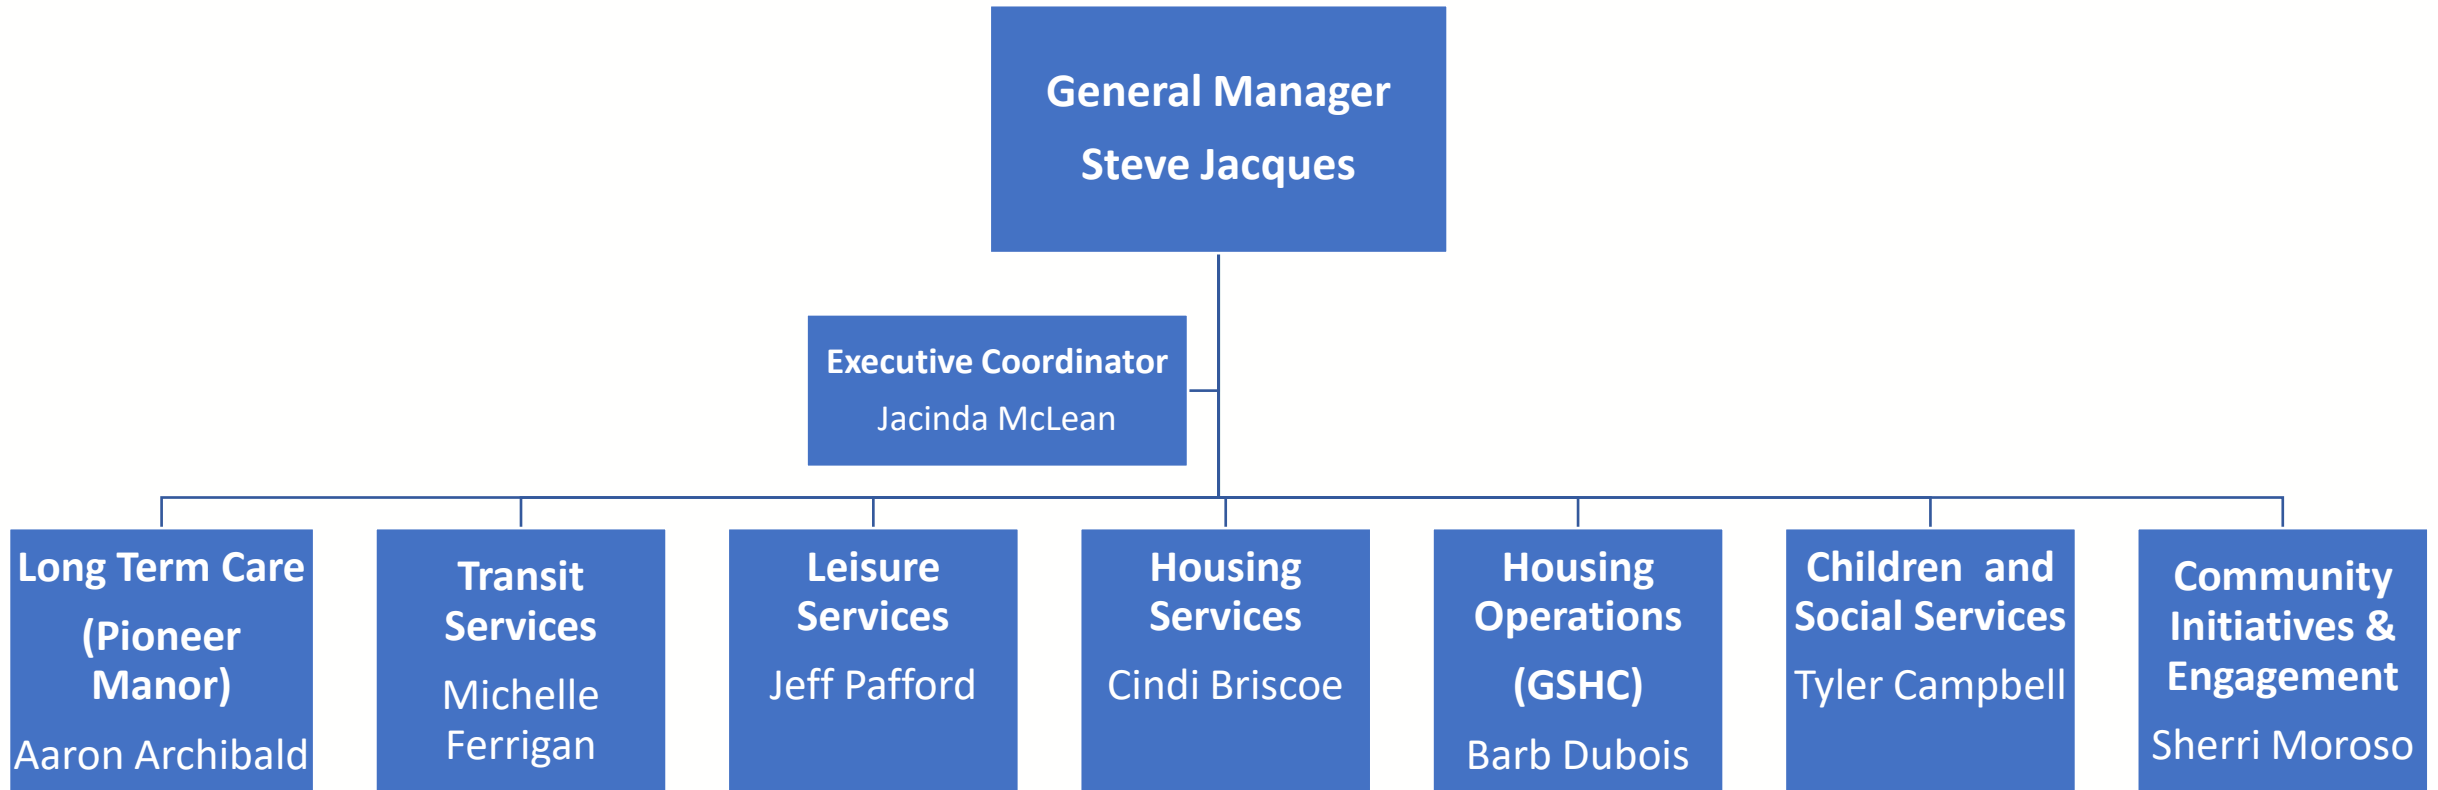 General Manager
Steve Jacques
Executive Coordinator
Jacinda McLean
Long Term Care
(Pioneer
Manor)
Aaron Archibald
Transit
Services
Michelle
Ferrigan
Leisure
Services
Jeff Pafford
Housing
Services
Cindi Briscoe
Housing
Operations
(GSHC)
Barb Dubois
Children and
Social Services
Tyler Campbell
Community
Initiatives &
Engagement
Sherri Moroso